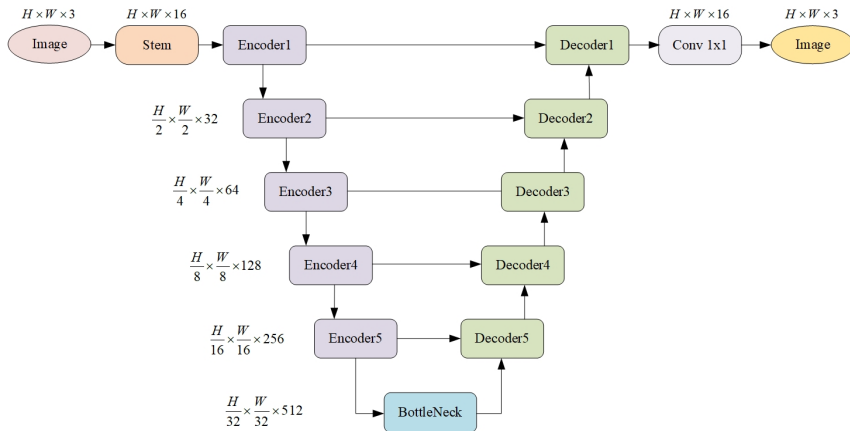 H×W×3 H×W×16 H×W×16 H×W×3
Image Stem Encoder1 Decoder1 Conv 1x1 Image
H/2 × W/2 ×32 Encoder2 Decoder2
H/4 × W/4 ×64 Encoder3 Decoder3
H/8 × W/8 ×128 Encoder4 Decoder4
H/16 × W/16 ×256 Encoder5 Decoder5
H/32 × W/32 ×512 BottleNeck